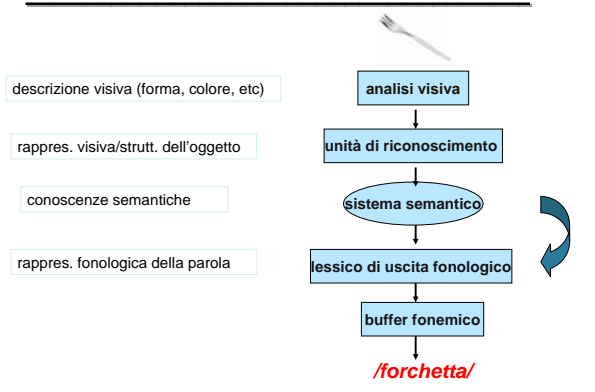 descrizione visiva (forma, colore, etc)
analisi visiva
rappres. visiva/strutt. dell'oggetto
unità di riconoscimento
conoscenze semantiche
sistema semantico
rappres. fonologica della parola
lessico di uscita fonologico
buffer fonemico
/forchetta/